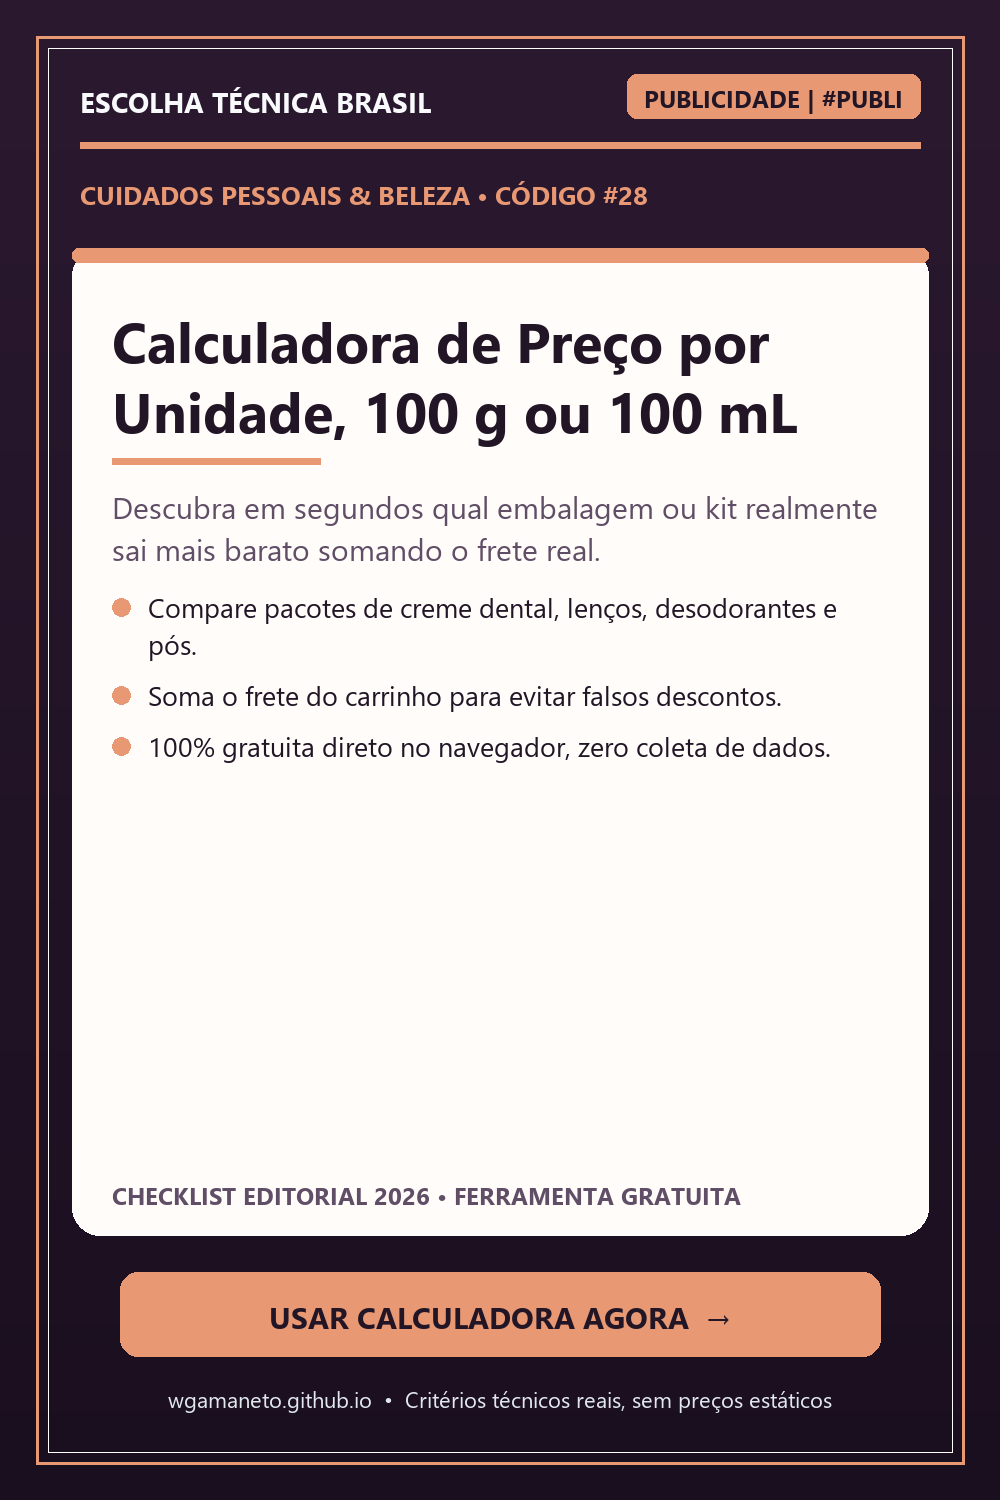 ESCOLHA TÉCNICA BRASIL
PUBLICIDADE | #PUBLI
CUIDADOS PESSOAIS & BELEZA • CÓDIGO #28
Calculadora de Preço por
Unidade, 100 g ou 100 mL
Descubra em segundos qual embalagem ou kit realmente
sai mais barato somando o frete real.
Compare pacotes de creme dental, lenços, desodorantes e
pós.
Soma o frete do carrinho para evitar falsos descontos.
100% gratuita direto no navegador, zero coleta de dados.
CHECKLIST EDITORIAL 2026 • FERRAMENTA GRATUITA
USAR CALCULADORA AGORA →
wgamaneto.github.io • Critérios técnicos reais, sem preços estáticos